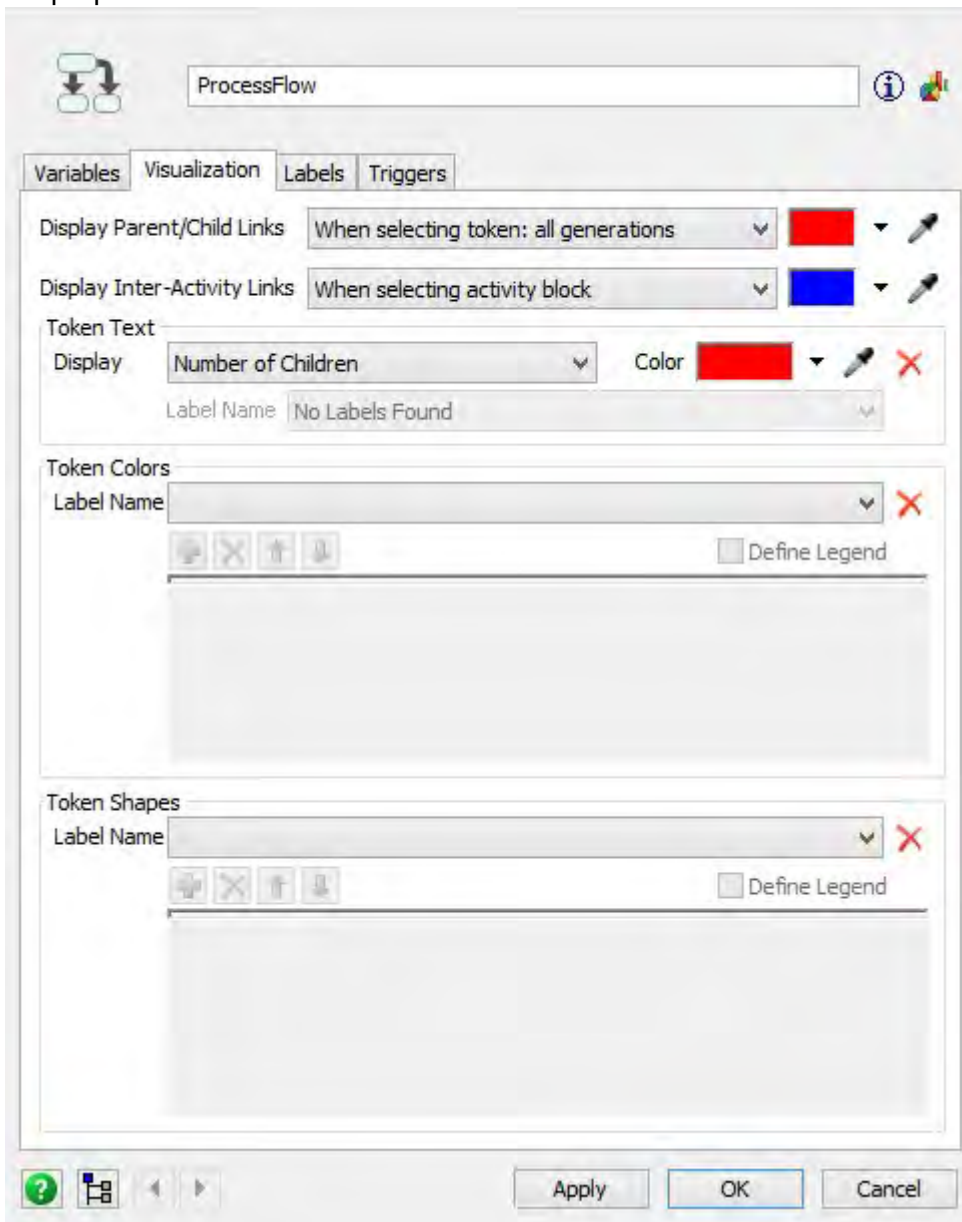 ProcessFlow
Variables Visualization Labels Triggers
Display Parent/Child Links When selecting token: all generations
Display Inter-Activity Links When selecting activity block
Token Text
Display Number of Children Color
Label Name No Labels Found
Token Colors
Label Name
Define Legend
Token Shapes
Label Name
Define Legend
Apply OK Cancel